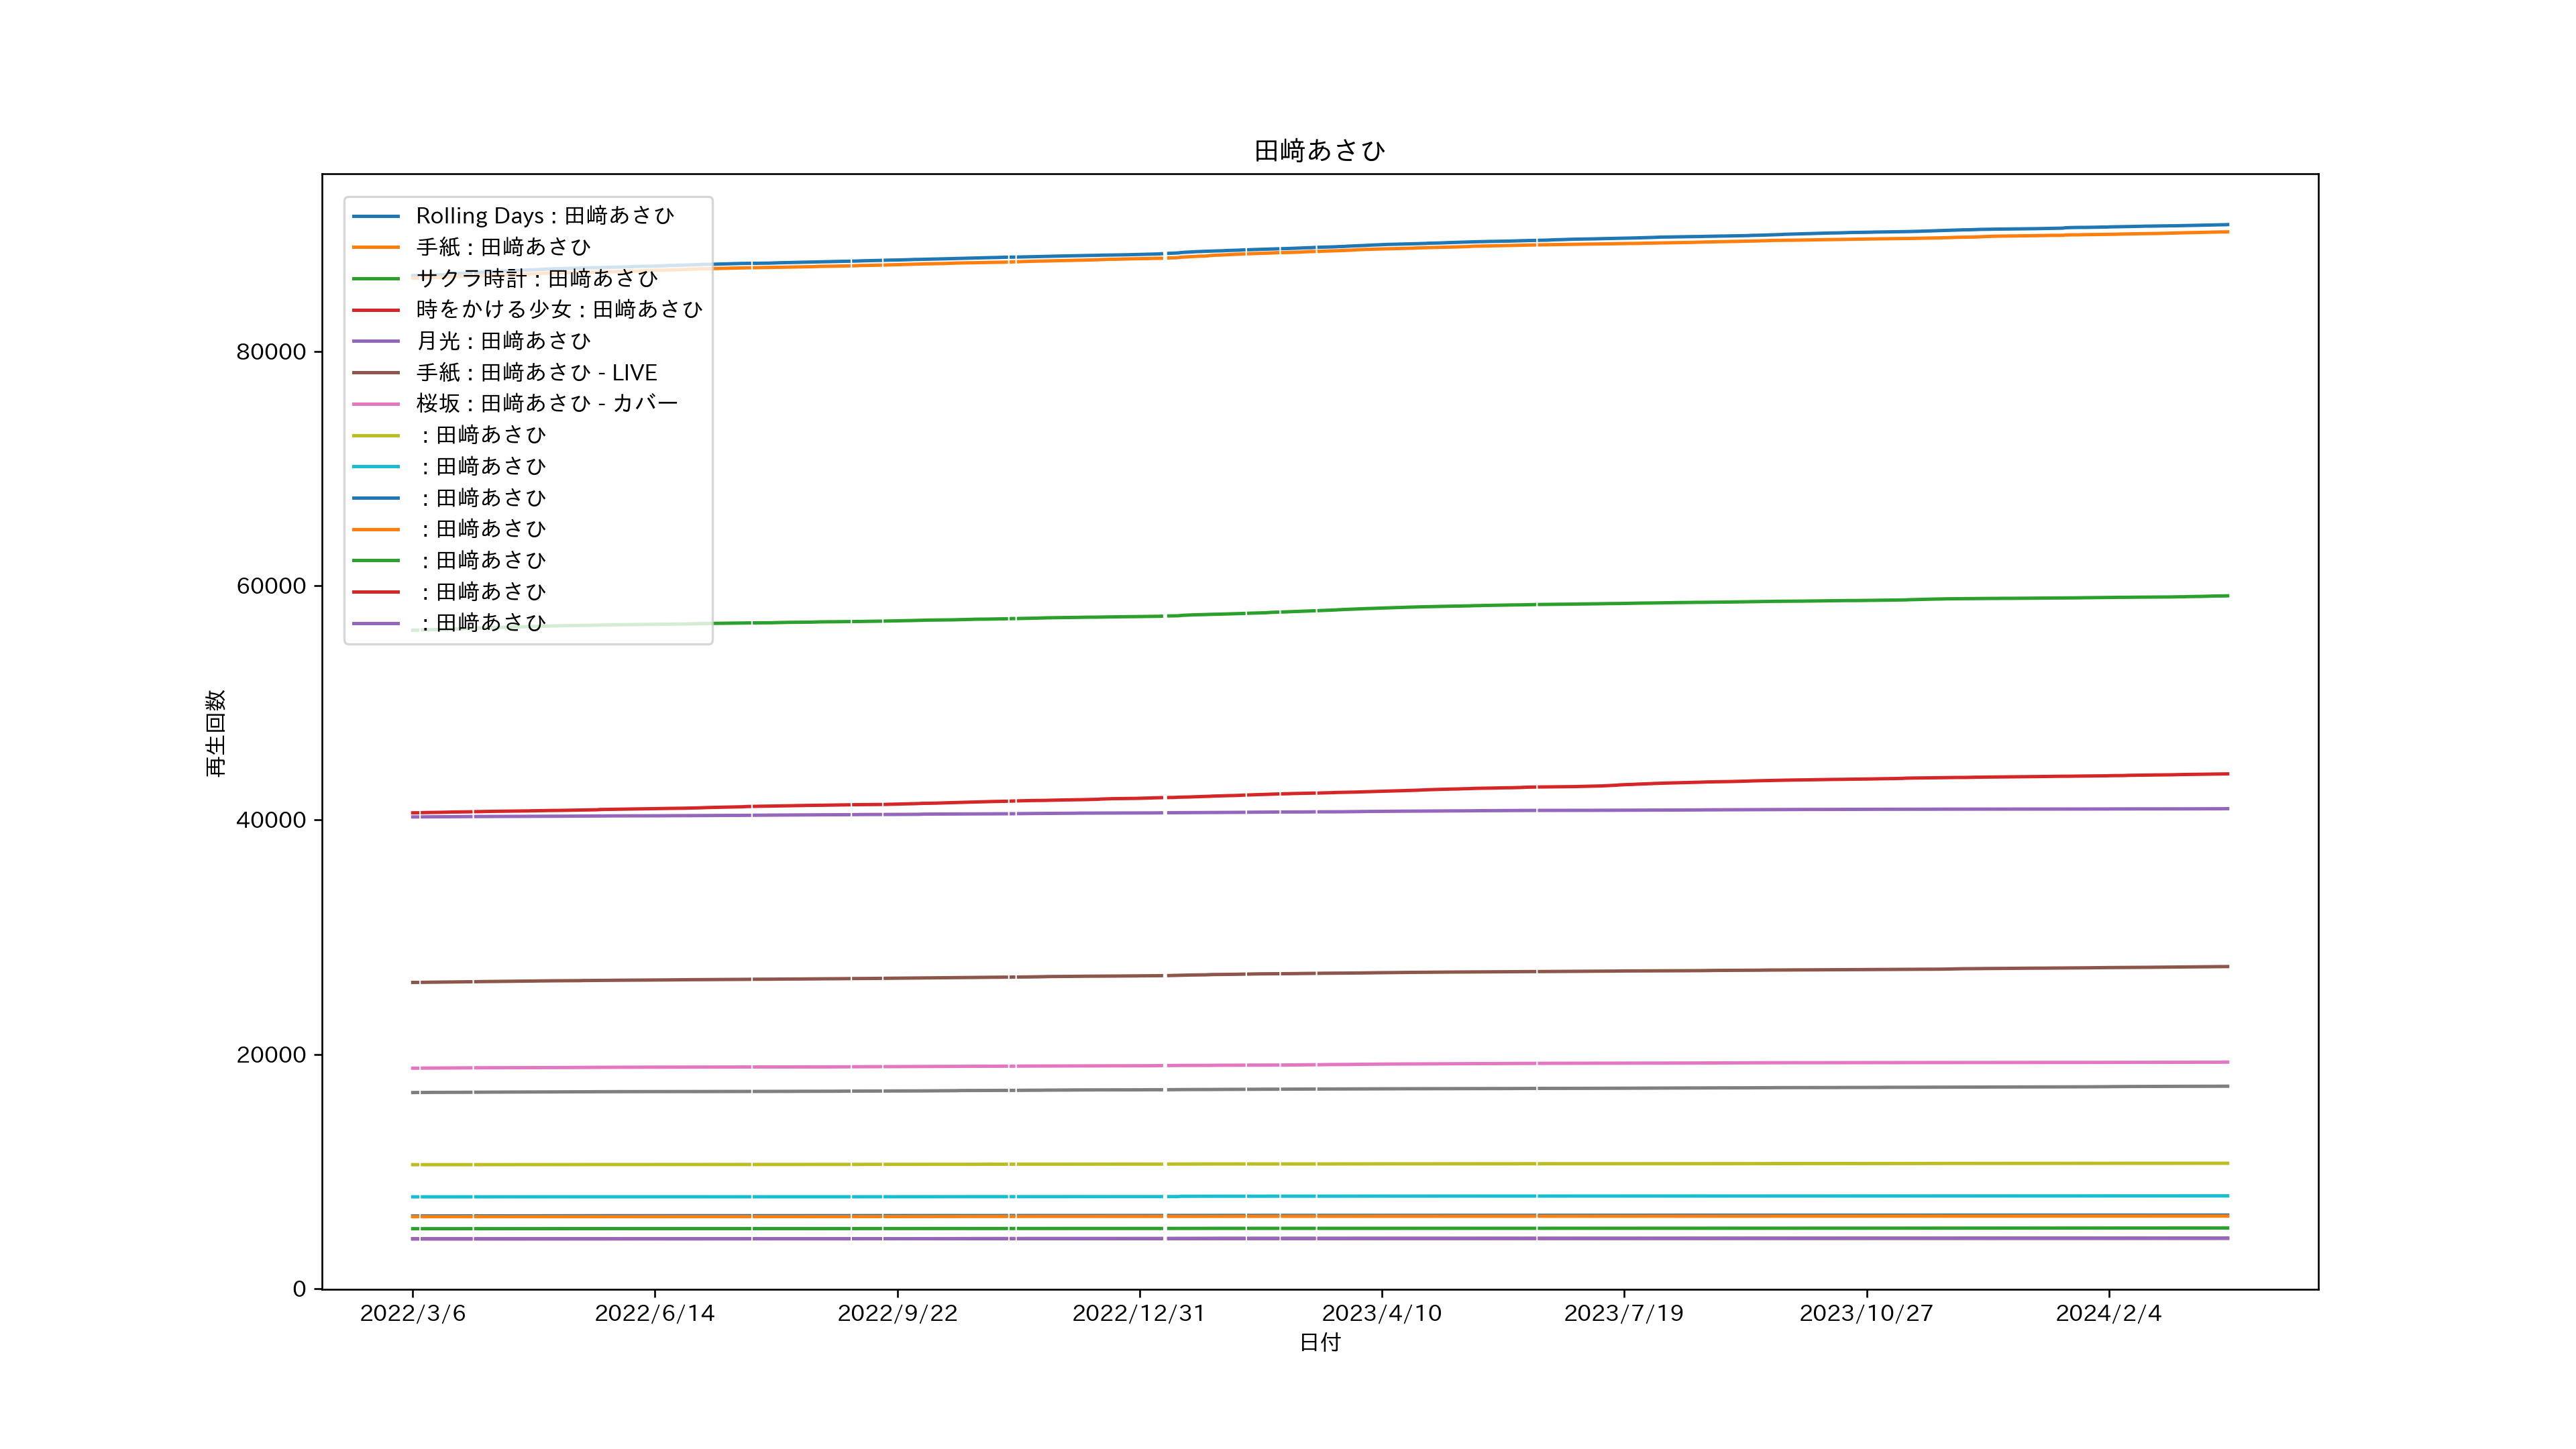 田﨑あさひ
Rolling Days : 田﨑あさひ
手紙 : 田﨑あさひ
サクラ時計 : 田﨑あさひ
時をかける少女 : 田﨑あさひ
月光 : 田﨑あさひ
手紙 : 田﨑あさひ - LIVE
桜坂 : 田﨑あさひ - カバー
: 田﨑あさひ
: 田﨑あさひ
: 田﨑あさひ
: 田﨑あさひ
: 田﨑あさひ
: 田﨑あさひ
: 田﨑あさひ
80000
60000
40000
20000
0
再生回数
2022/3/6 2022/6/14 2022/9/22 2022/12/31 2023/4/10 2023/7/19 2023/10/27 2024/2/4
日付